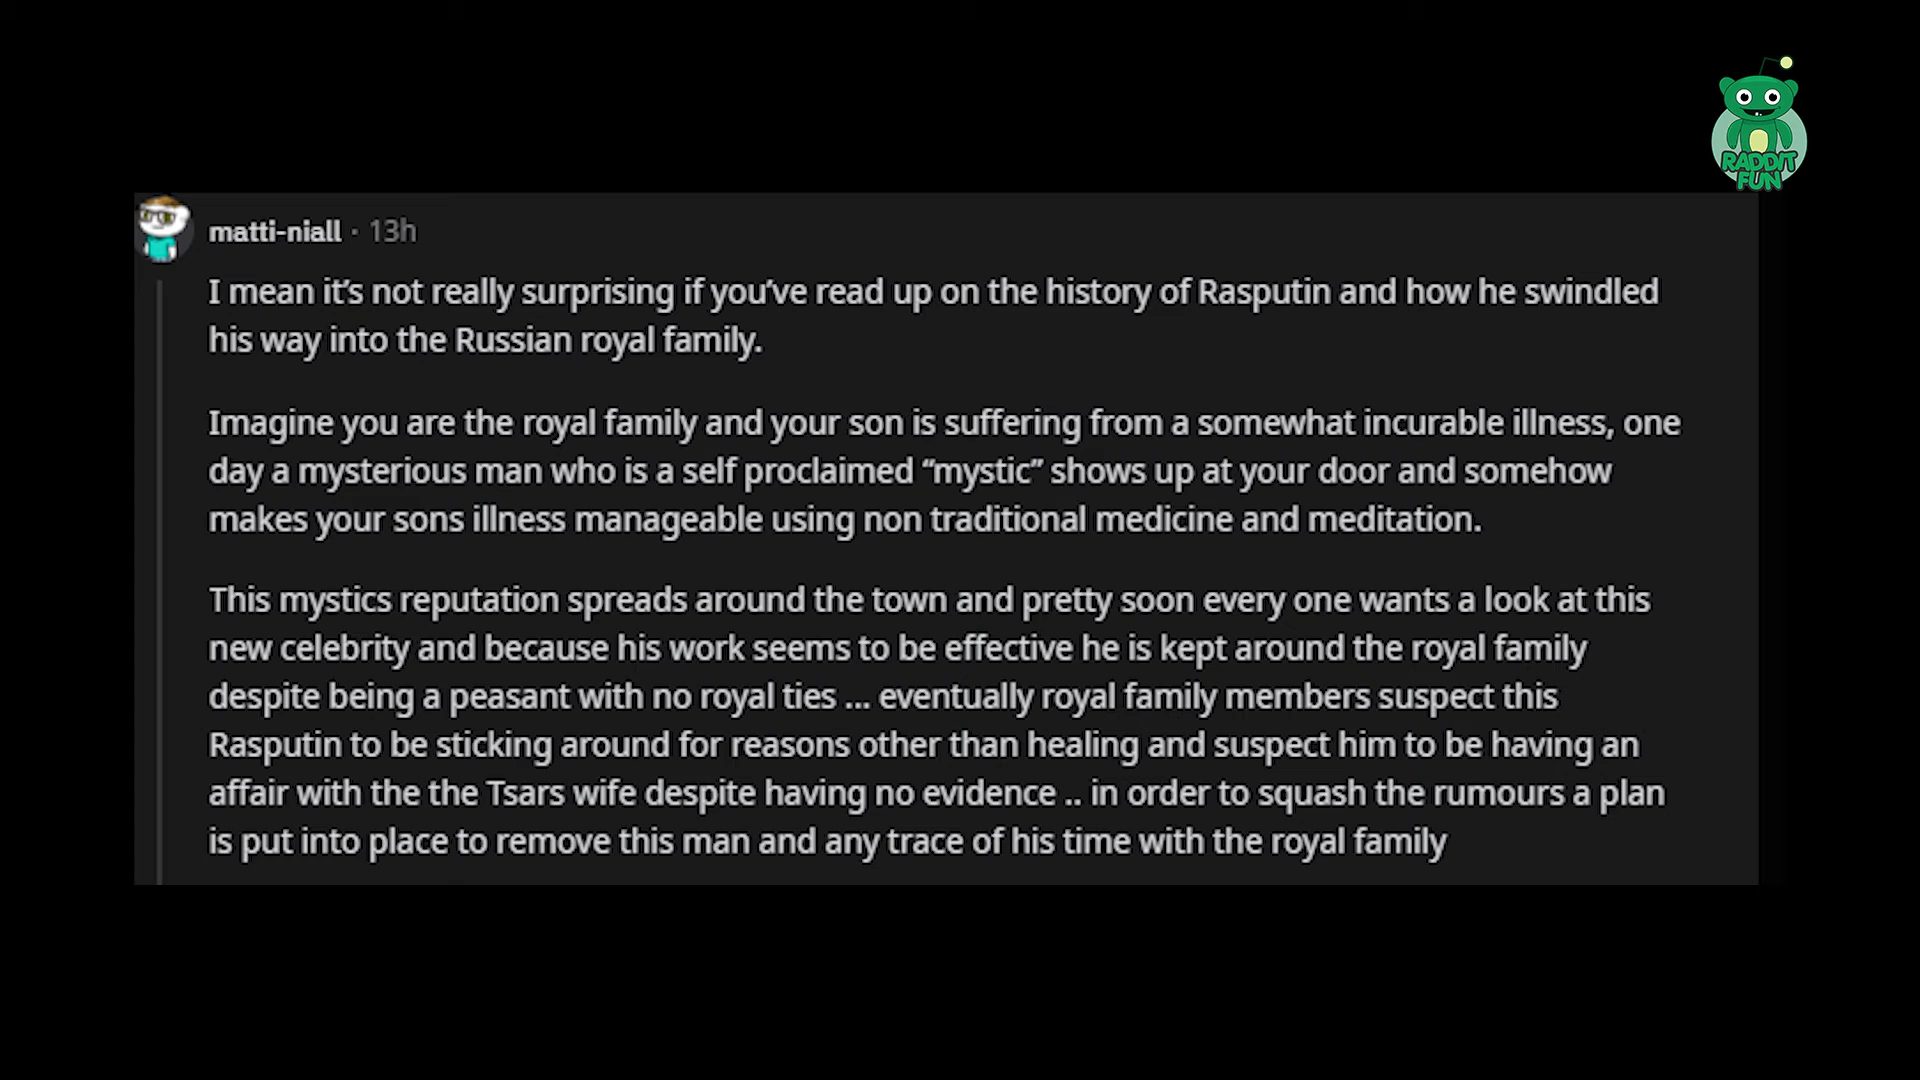 RADDIT
FUN
matti-niall · 13h
I mean it’s not really surprising if you’ve read up on the history of Rasputin and how he swindled
his way into the Russian royal family.
Imagine you are the royal family and your son is suffering from a somewhat incurable illness, one
day a mysterious man who is a self proclaimed “mystic” shows up at your door and somehow
makes your sons illness manageable using non traditional medicine and meditation.
This mystics reputation spreads around the town and pretty soon every one wants a look at this
new celebrity and because his work seems to be effective he is kept around the royal family
despite being a peasant with no royal ties ... eventually royal family members suspect this
Rasputin to be sticking around for reasons other than healing and suspect him to be having an
affair with the the Tsars wife despite having no evidence .. in order to squash the rumours a plan
is put into place to remove this man and any trace of his time with the royal family